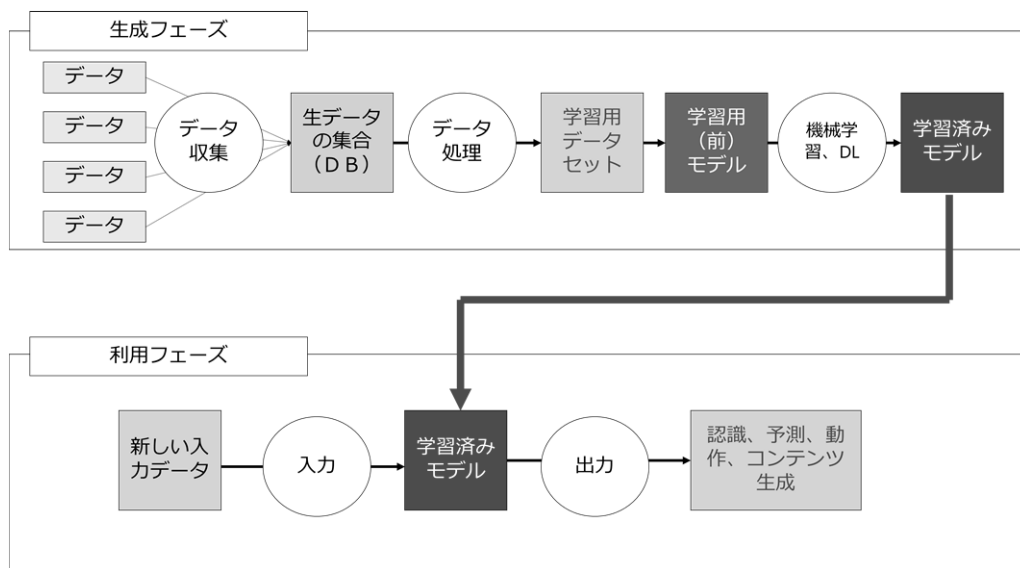 生成フェーズ
データ
データ
データ
データ
データ
収集
生データ
の集合
（ＤＢ）
データ
処理
学習用
データ
セット
学習用
（前）
モデル
機械学
習、DL
学習済み
モデル
利用フェーズ
新しい入
力データ
入力
学習済み
モデル
出力
認識、予測、動
作、コンテンツ
生成